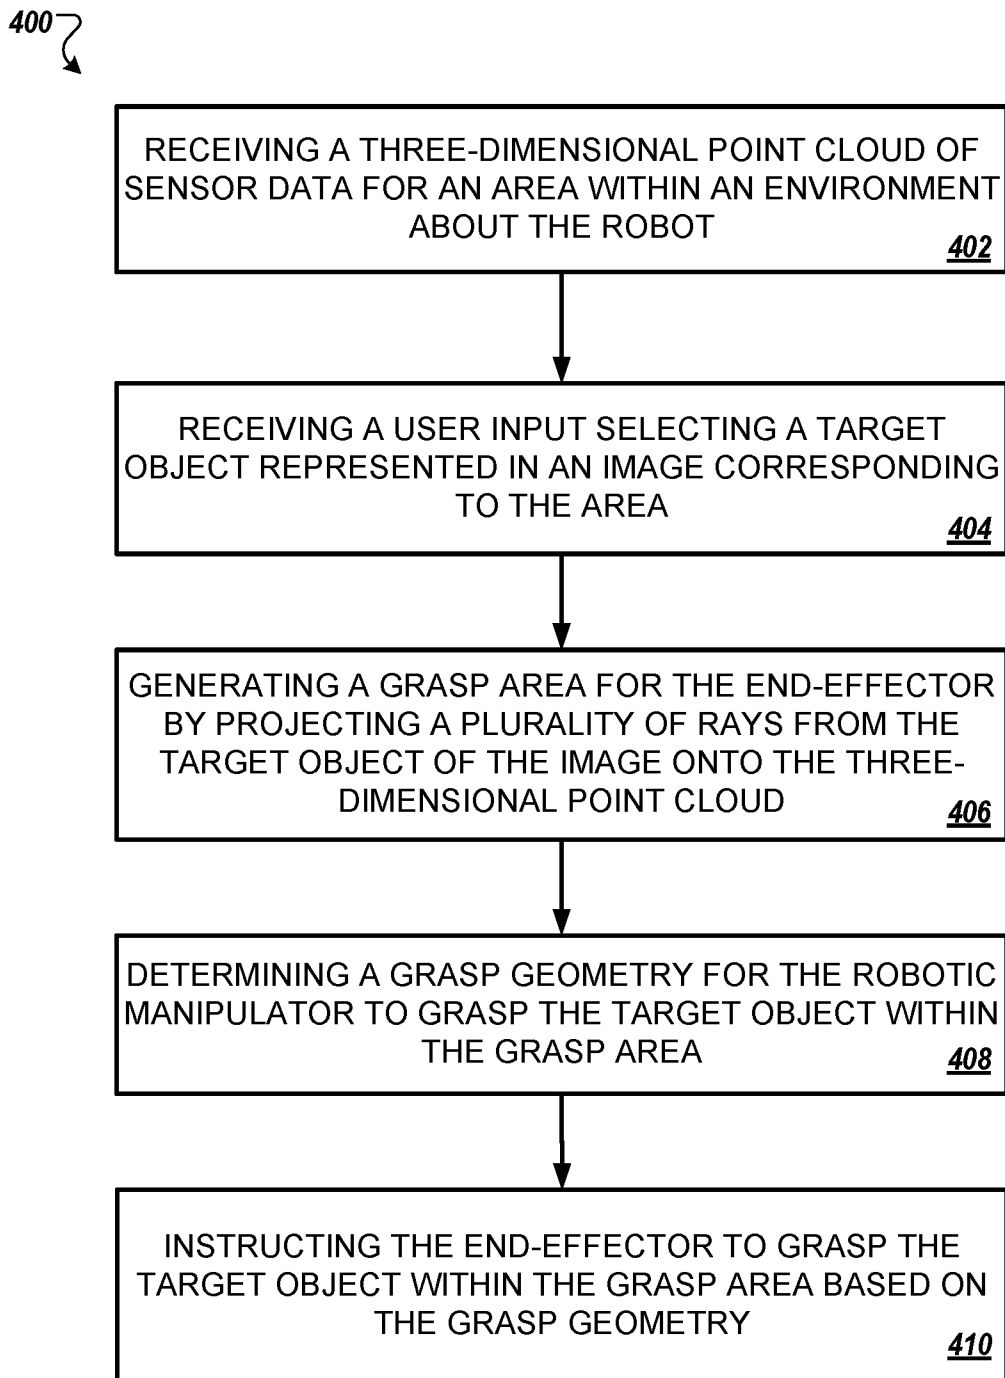 400
RECEIVING A THREE-DIMENSIONAL POINT CLOUD OF
SENSOR DATA FOR AN AREA WITHIN AN ENVIRONMENT
ABOUT THE ROBOT
402
RECEIVING A USER INPUT SELECTING A TARGET
OBJECT REPRESENTED IN AN IMAGE CORRESPONDING
TO THE AREA
404
GENERATING A GRASP AREA FOR THE END-EFFECTOR
BY PROJECTING A PLURALITY OF RAYS FROM THE
TARGET OBJECT OF THE IMAGE ONTO THE THREE-
DIMENSIONAL POINT CLOUD
406
DETERMINING A GRASP GEOMETRY FOR THE ROBOTIC
MANIPULATOR TO GRASP THE TARGET OBJECT WITHIN
THE GRASP AREA
408
INSTRUCTING THE END-EFFECTOR TO GRASP THE
TARGET OBJECT WITHIN THE GRASP AREA BASED ON
THE GRASP GEOMETRY
410